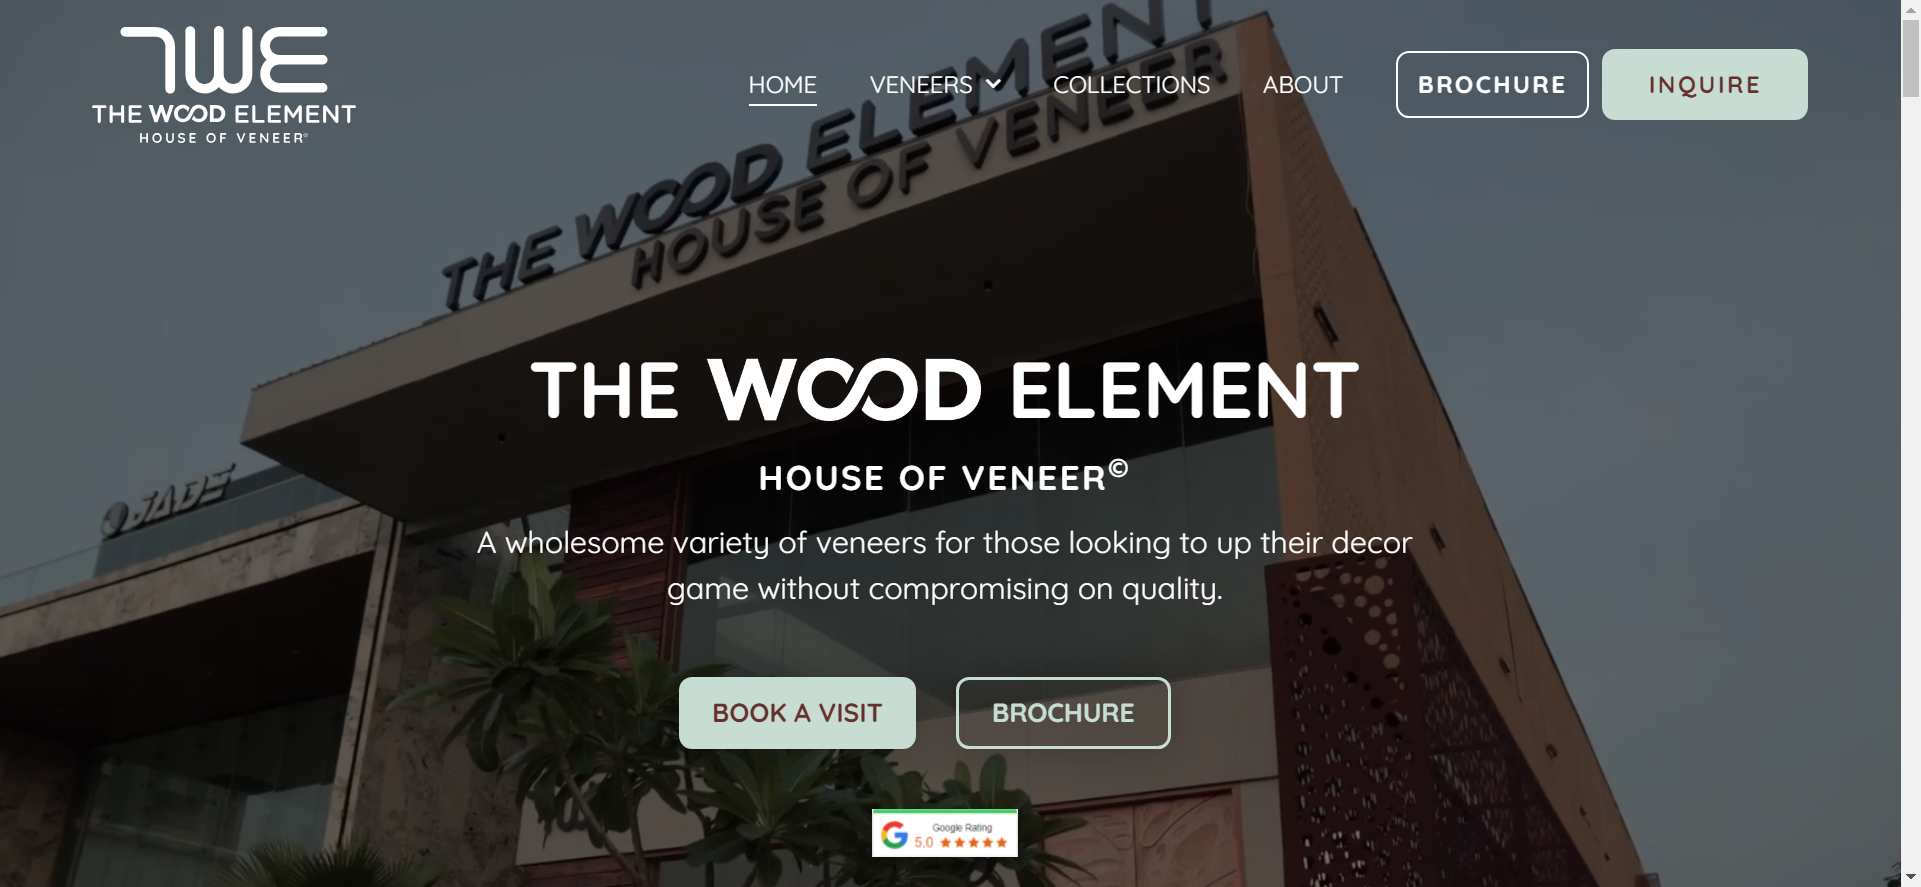 TWE
THE WOOD ELEMENT
HOUSE OF VENEER®
HOME
VENEERS
COLLECTIONS
ABOUT
BROCHURE
INQUIRE
THE WOOD ELEMENT
HOUSE OF VENEER
JADE
THE WOOD ELEMENT
HOUSE OF VENEER©
A wholesome variety of veneers for those looking to up their decor
game without compromising on quality.
BOOK A VISIT
BROCHURE
Google Rating
5.0